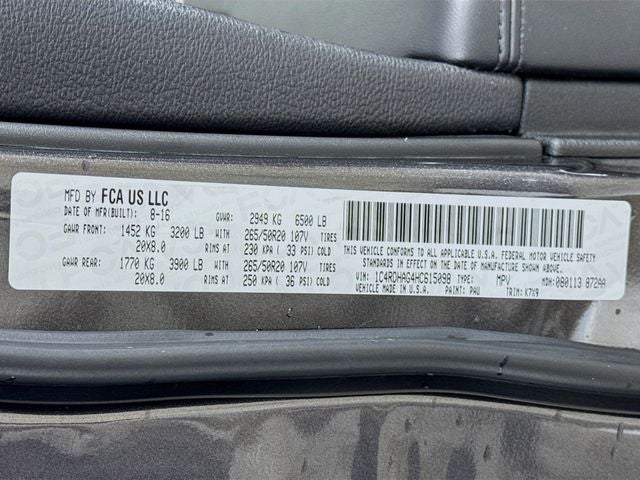 MFD BY FCA US LLC
DATE OF MFR(BUILT): 8-16 GVWR: 2949 KG 6500 LB
GAWR FRONT: 1452 KG 3200 LB WITH 265/50R20 107V TIRES
20X8.0 RIMS AT 230 KPA ( 33 PSI) COLD
GAWR REAR: 1770 KG 3900 LB WITH 265/50R20 107V TIRES
20X8.0 RIMS AT 250 KPA ( 36 PSI) COLD
THIS VEHICLE CONFORMS TO ALL APPLICABLE U.S.A. FEDERAL MOTOR VEHICLE SAFETY
STANDARDS IN EFFECT ON THE DATE OF MANUFACTURE SHOWN ABOVE.
VIN: 1C4RDHAG4HC615098 TYPE: MPV MDH: 080113 872AA
VEHICLE MADE IN U.S.A. PAINT: PAU TRIM: K7X9